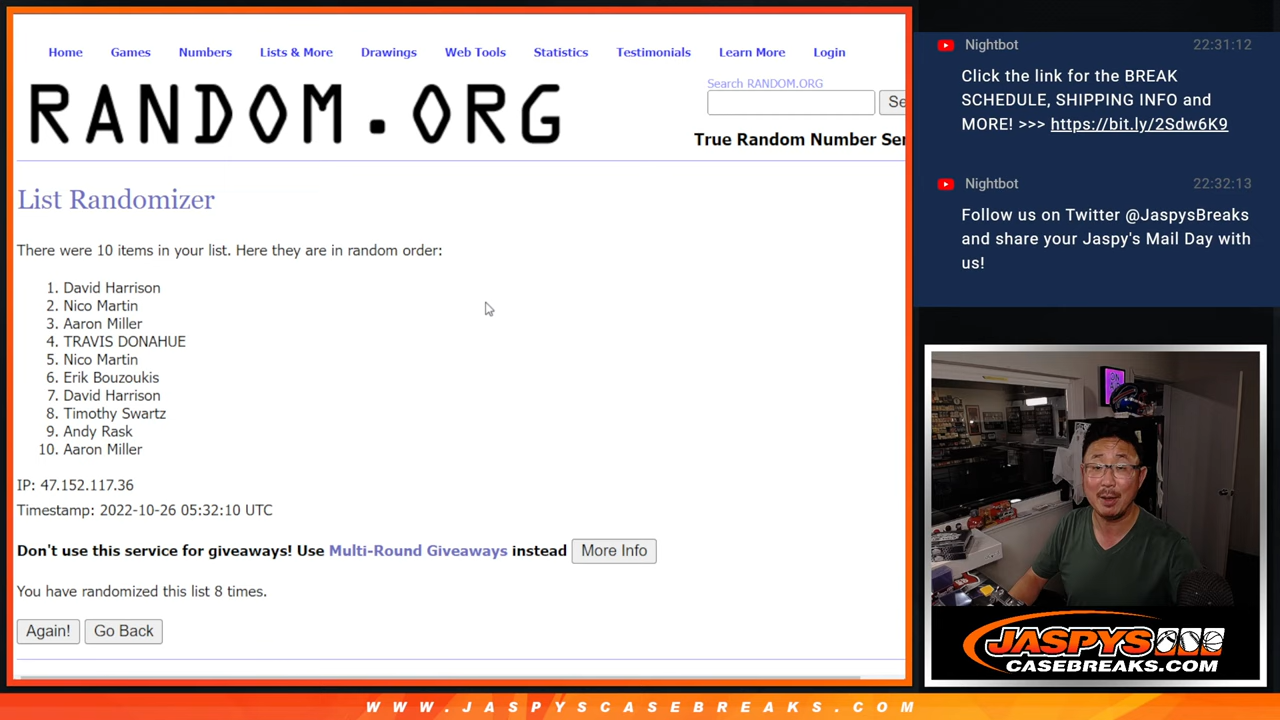 Home Games Numbers Lists & More Drawings Web Tools Statistics Testimonials Learn More Login
RANDOM.ORG
Search RANDOM.ORG
Se
True Random Number Ser
List Randomizer
There were 10 items in your list. Here they are in random order:
1. David Harrison
2. Nico Martin
3. Aaron Miller
4. TRAVIS DONAHUE
5. Nico Martin
6. Erik Bouzoukis
7. David Harrison
8. Timothy Swartz
9. Andy Rask
10. Aaron Miller
IP: 47.152.117.36
Timestamp: 2022-10-26 05:32:10 UTC
Don't use this service for giveaways! Use Multi-Round Giveaways instead More Info
You have randomized this list 8 times.
Again! Go Back
Nightbot 22:31:12
Click the link for the BREAK
SCHEDULE, SHIPPING INFO and
MORE! >>> https://bit.ly/2Sdw6K9
Nightbot 22:32:13
Follow us on Twitter @JaspysBreaks
and share your Jaspy's Mail Day with
us!
JASPYS
CASEBREAKS.COM
WWW.JASPYSCASEBREAKS.COM